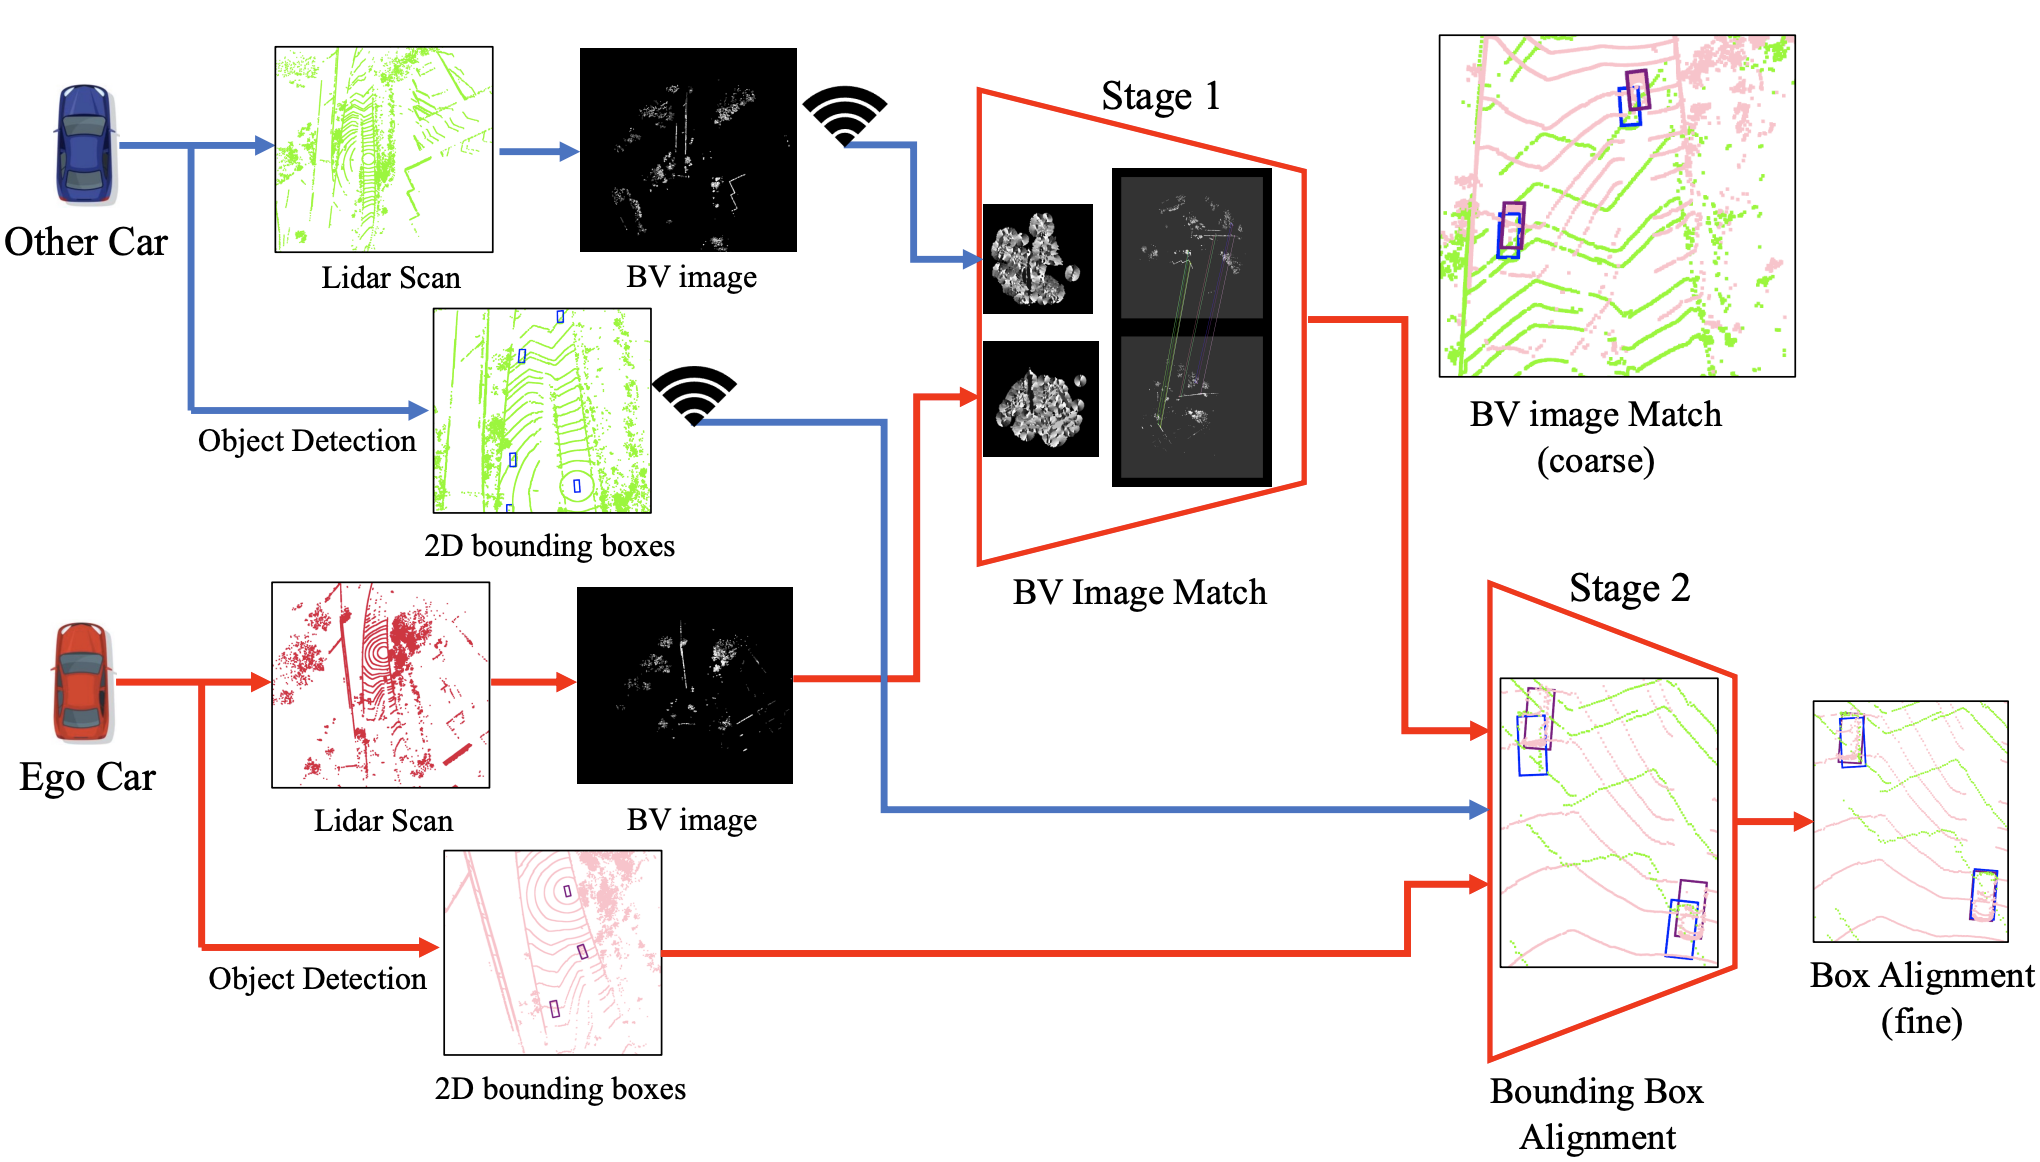 Other Car
Lidar Scan
BV image
Object Detection
2D bounding boxes
Ego Car
Lidar Scan
BV image
Object Detection
2D bounding boxes
Stage 1
BV Image Match
BV image Match
(coarse)
Stage 2
Bounding Box
Alignment
Box Alignment
(fine)